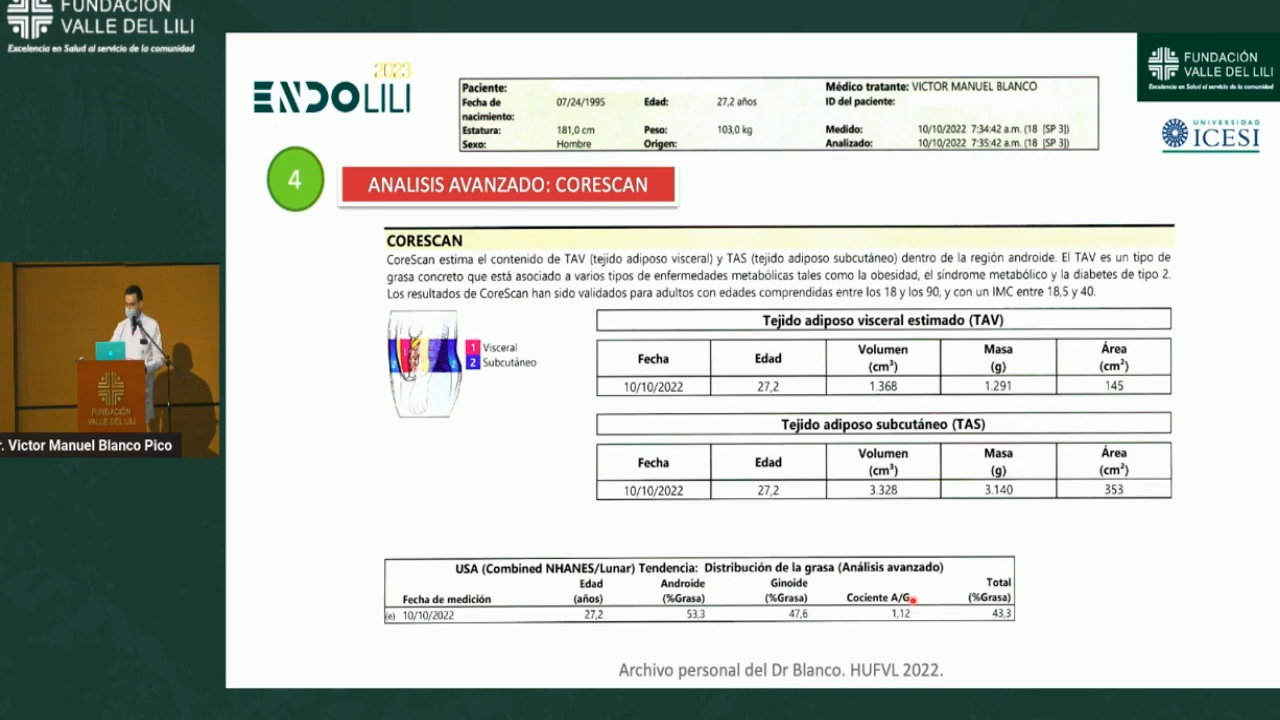 FUNDACIÓN
VALLE DEL LILI
Excelencia en Salud al servicio de la comunidad
FUNDACIÓN
VALLE DEL LILI
Excelencia en Salud al servicio de la comunidad
UNIVERSIDAD
ICESI
2023
ENDOLILI
Paciente: Médico tratante: VICTOR MANUEL BLANCO
Fecha de nacimiento: 07/24/1995 Edad: 27,2 años ID del paciente:
Estatura: 181,0 cm Peso: 103,0 kg Medido: 10/10/2022 7:34:42 a.m. (18 [SP 3])
Sexo: Hombre Origen: Analizado: 10/10/2022 7:35:42 a.m. (18 [SP 3])
4
ANALISIS AVANZADO: CORESCAN
CORESCAN
CoreScan estima el contenido de TAV (tejido adiposo visceral) y TAS (tejido adiposo subcutáneo) dentro de la región androide. El TAV es un tipo de
grasa concreto que está asociado a varios tipos de enfermedades metabólicas tales como la obesidad, el síndrome metabólico y la diabetes de tipo 2.
Los resultados de CoreScan han sido validados para adultos con edades comprendidas entre los 18 y los 90, y con un IMC entre 18,5 y 40.
1 Visceral
2 Subcutáneo
Tejido adiposo visceral estimado (TAV)
Fecha Edad Volumen (cm³) Masa (g) Área (cm²)
10/10/2022 27,2 1.368 1.291 145
Tejido adiposo subcutáneo (TAS)
Fecha Edad Volumen (cm³) Masa (g) Área (cm²)
10/10/2022 27,2 3.328 3.140 353
USA (Combined NHANES/Lunar) Tendencia: Distribución de la grasa (Análisis avanzado)
Fecha de medición Edad (años) Androide (%Grasa) Ginoide (%Grasa) Cociente A/G Total (%Grasa)
(e) 10/10/2022 27,2 53,3 47,6 1,12 43,3
Archivo personal del Dr Blanco. HUFVL 2022.
FUNDACIÓN
VALLE DEL LILI
r. Victor Manuel Blanco Pico